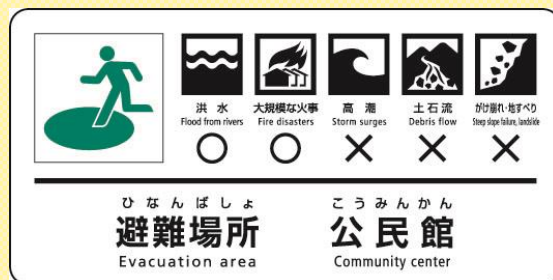 洪水 大規模な火事 高潮 土石流 がけ崩れ・地すべり
Flood from rivers Fire disasters Storm surges Debris flow Steep slope failure, landslide
○ ○ × × ×
ひなんばしょ こうみんかん
避難場所 公民館
Evacuation area Community center